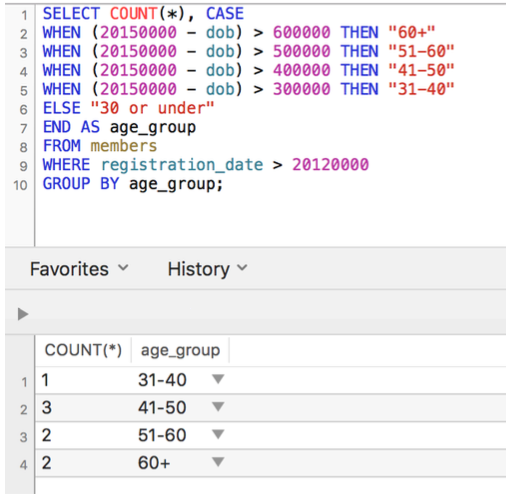 1 SELECT COUNT(*), CASE
2 WHEN (20150000 - dob) > 600000 THEN "60+"
3 WHEN (20150000 - dob) > 500000 THEN "51-60"
4 WHEN (20150000 - dob) > 400000 THEN "41-50"
5 WHEN (20150000 - dob) > 300000 THEN "31-40"
6 ELSE "30 or under"
7 END AS age_group
8 FROM members
9 WHERE registration_date > 20120000
10 GROUP BY age_group;
Favorites History
COUNT(*) age_group
1 1 31-40
2 3 41-50
3 2 51-60
4 2 60+